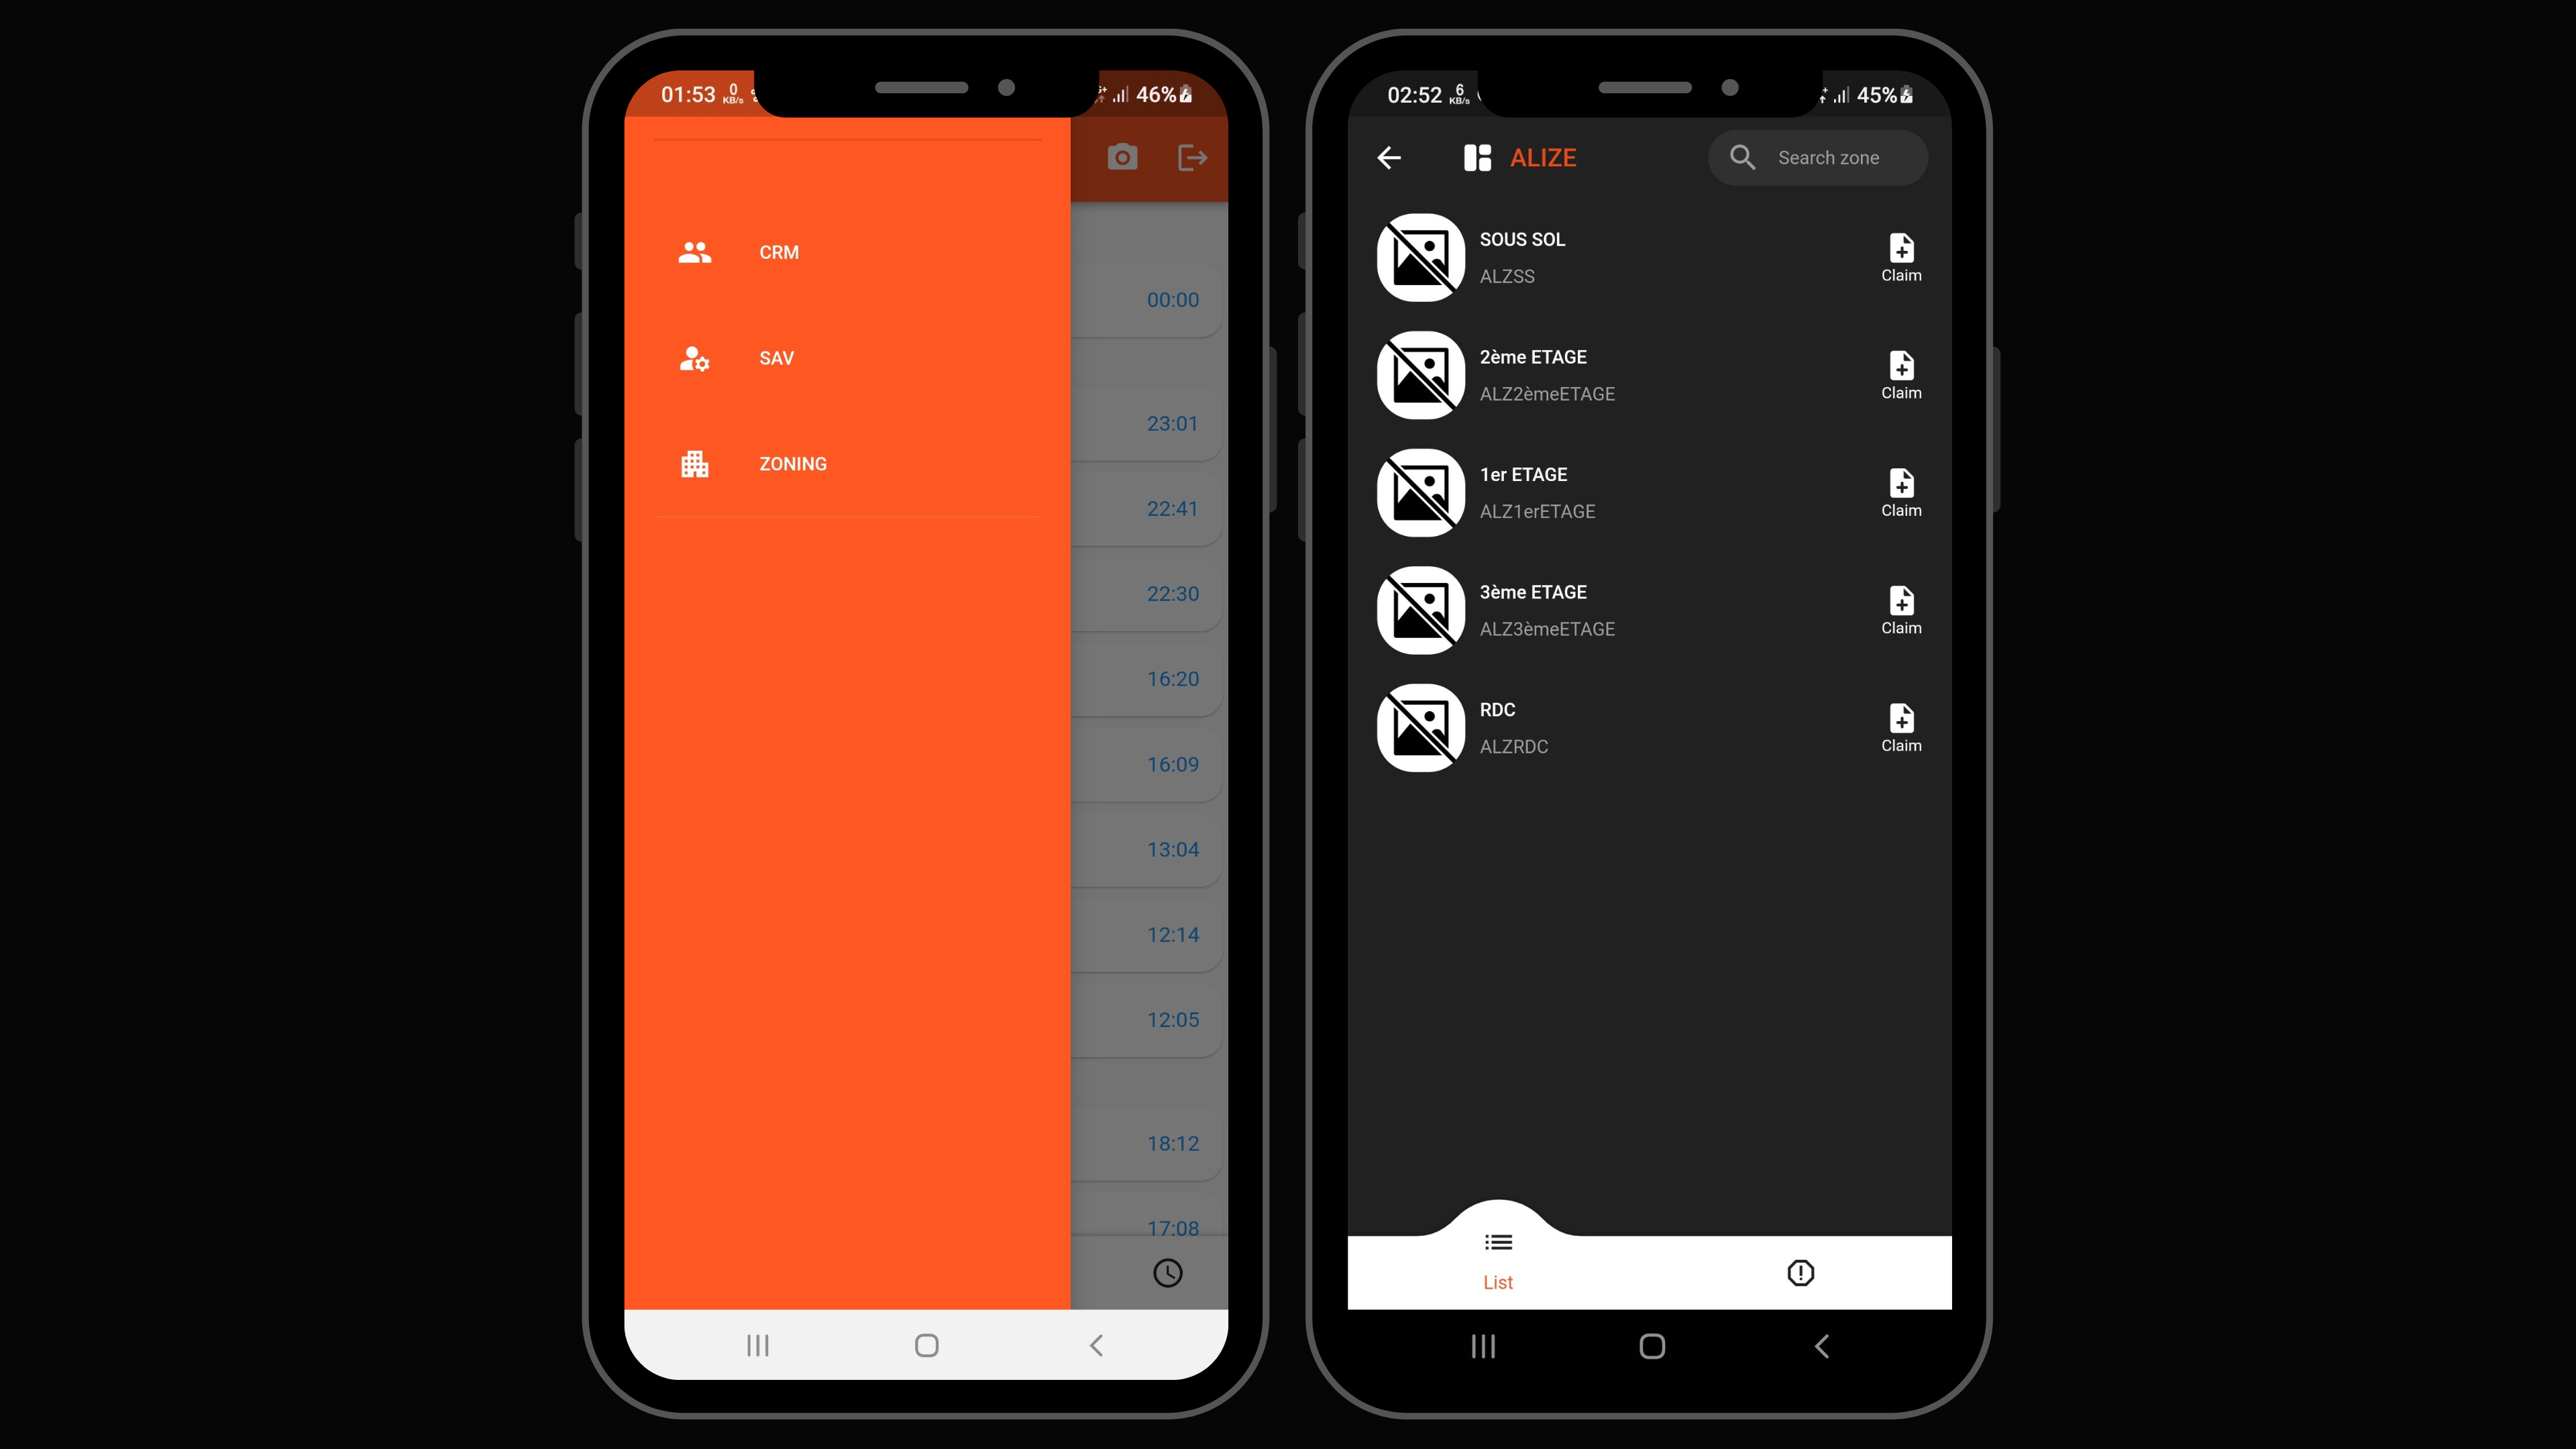 01:53 0 KB/s 46%
CRM
SAV
ZONING
00:00
23:01
22:41
22:30
16:20
16:09
13:04
12:14
12:05
18:12
17:08
02:52 6 KB/s 45%
ALIZE
Search zone
SOUS SOL
ALZSS
Claim
2ème ETAGE
ALZ2èmeETAGE
Claim
1er ETAGE
ALZ1erETAGE
Claim
3ème ETAGE
ALZ3èmeETAGE
Claim
RDC
ALZRDC
Claim
List